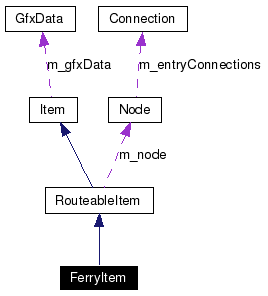 GfxData
Connection
m_gfxData
m_entryConnections
Item
Node
m_node
RouteableItem
FerryItem